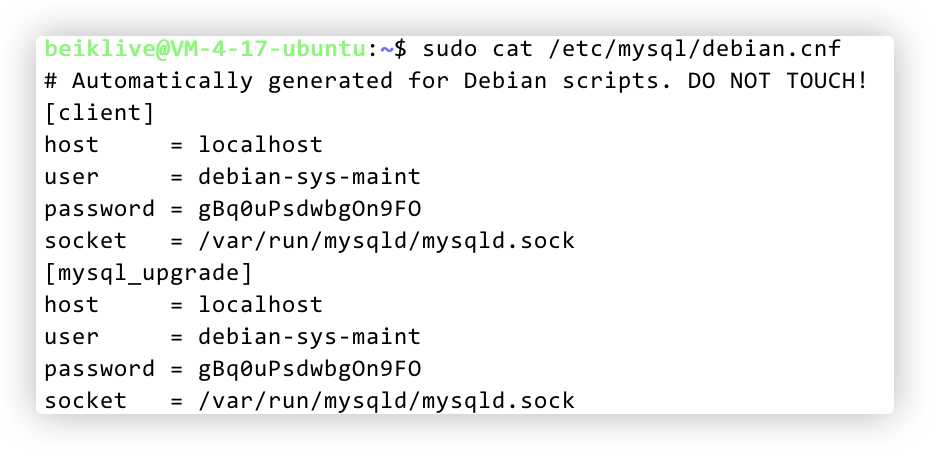 beiklive@VM-4-17-ubuntu:~$ sudo cat /etc/mysql/debian.cnf
# Automatically generated for Debian scripts. DO NOT TOUCH!
[client]
host     = localhost
user     = debian-sys-maint
password = gBq0uPsdwbgOn9FO
socket   = /var/run/mysqld/mysqld.sock
[mysql_upgrade]
host     = localhost
user     = debian-sys-maint
password = gBq0uPsdwbgOn9FO
socket   = /var/run/mysqld/mysqld.sock